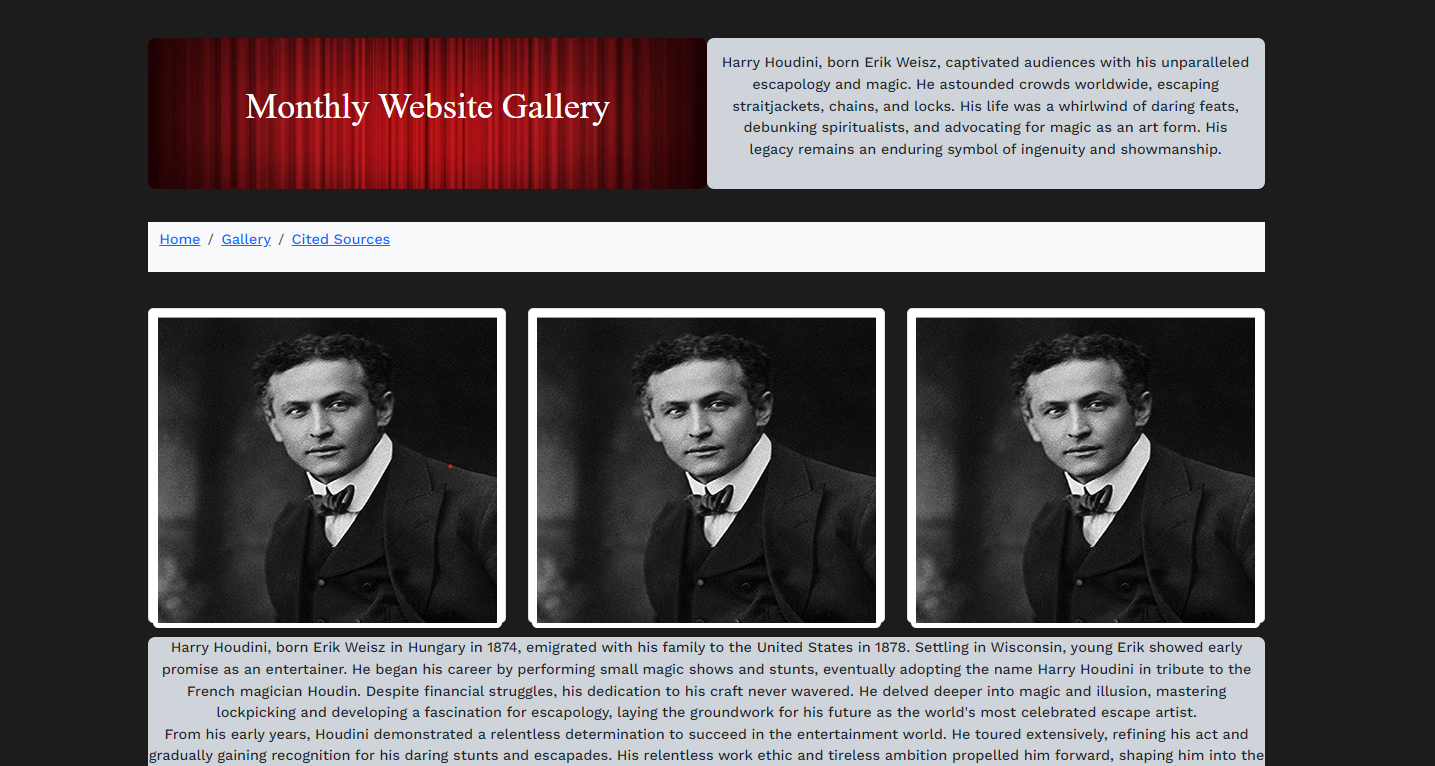 Monthly Website Gallery
Harry Houdini, born Erik Weisz, captivated audiences with his unparalleled
escapology and magic. He astounded crowds worldwide, escaping
straitjackets, chains, and locks. His life was a whirlwind of daring feats,
debunking spiritualists, and advocating for magic as an art form. His
legacy remains an enduring symbol of ingenuity and showmanship.
Home / Gallery / Cited Sources
Harry Houdini, born Erik Weisz in Hungary in 1874, emigrated with his family to the United States in 1878. Settling in Wisconsin, young Erik showed early
promise as an entertainer. He began his career by performing small magic shows and stunts, eventually adopting the name Harry Houdini in tribute to the
French magician Houdin. Despite financial struggles, his dedication to his craft never wavered. He delved deeper into magic and illusion, mastering
lockpicking and developing a fascination for escapology, laying the groundwork for his future as the world's most celebrated escape artist.
From his early years, Houdini demonstrated a relentless determination to succeed in the entertainment world. He toured extensively, refining his act and
gradually gaining recognition for his daring stunts and escapades. His relentless work ethic and tireless ambition propelled him forward, shaping him into the